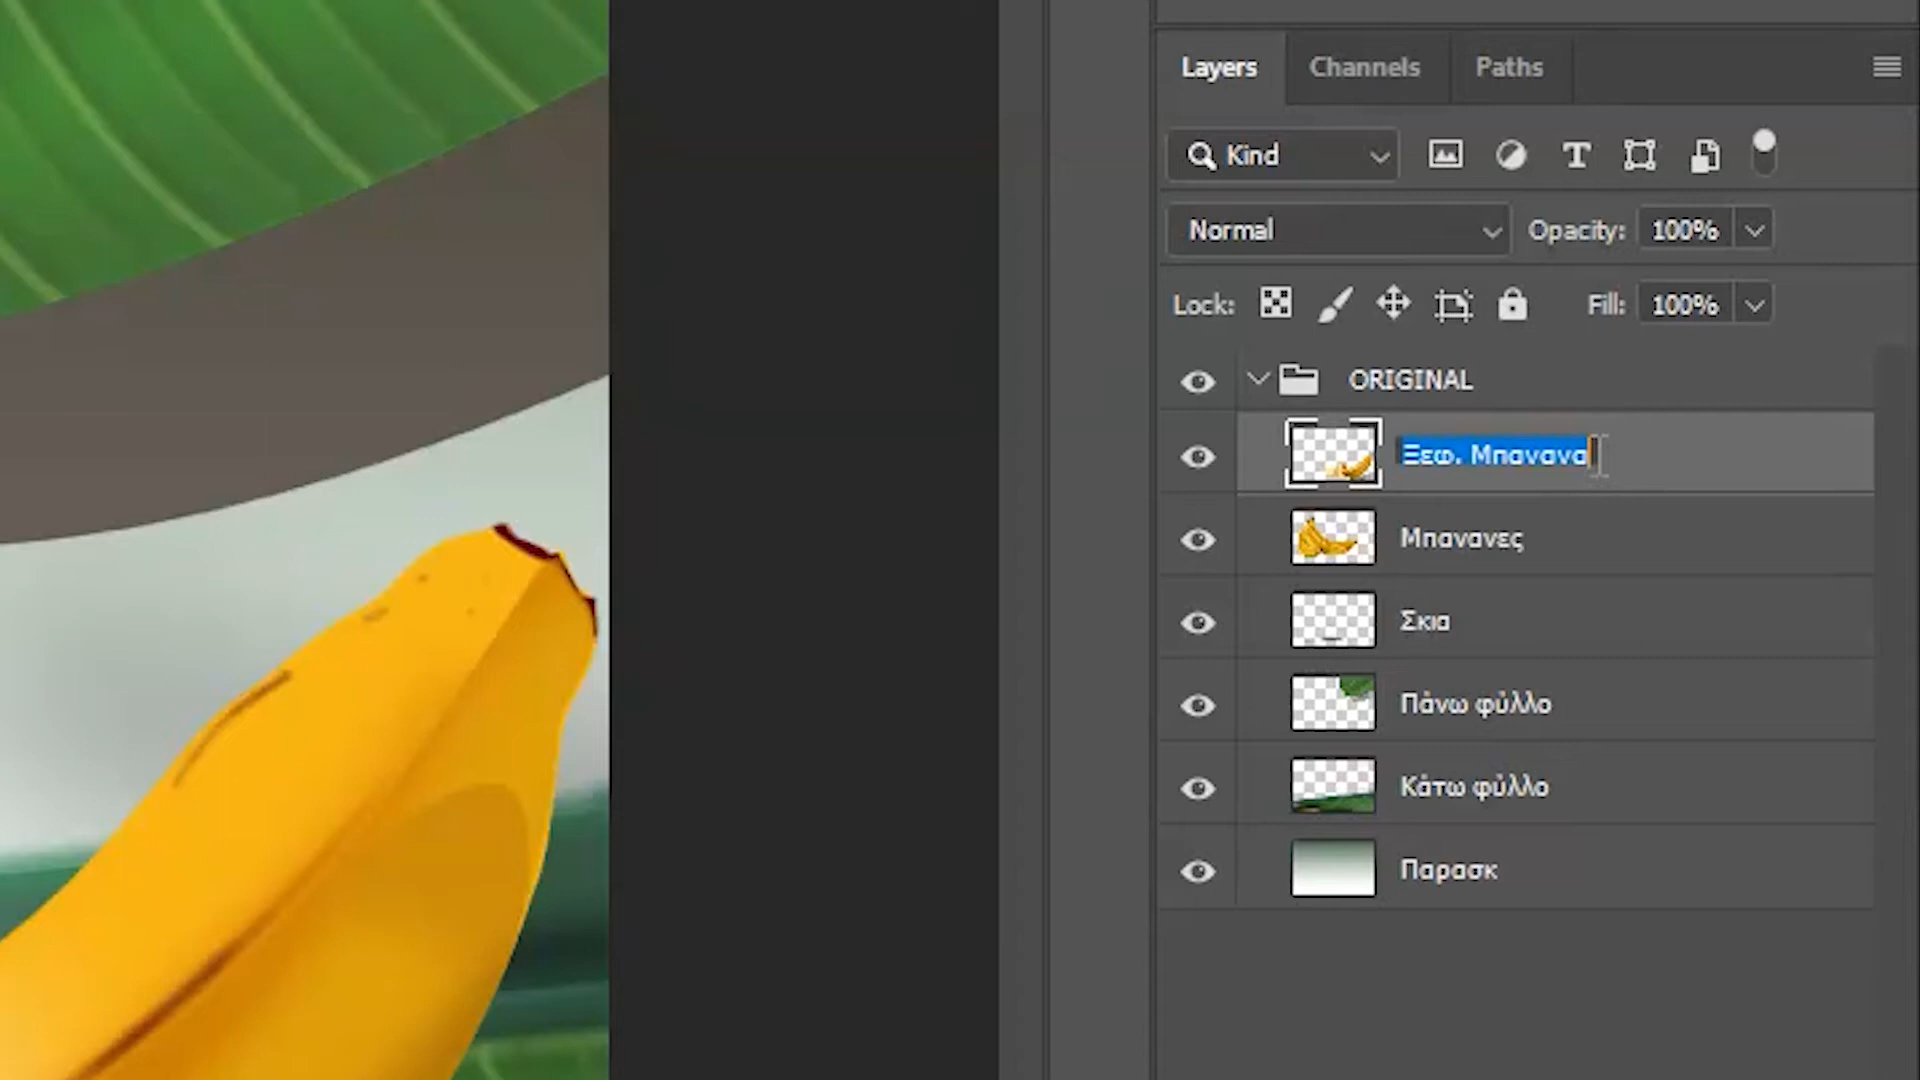 Layers Channels Paths
Kind
Normal Opacity: 100%
Lock: Fill: 100%
ORIGINAL
Ξεφ. Μπανανα
Μπανανες
Σκια
Πάνω φύλλο
Κάτω φύλλο
Παρασκ